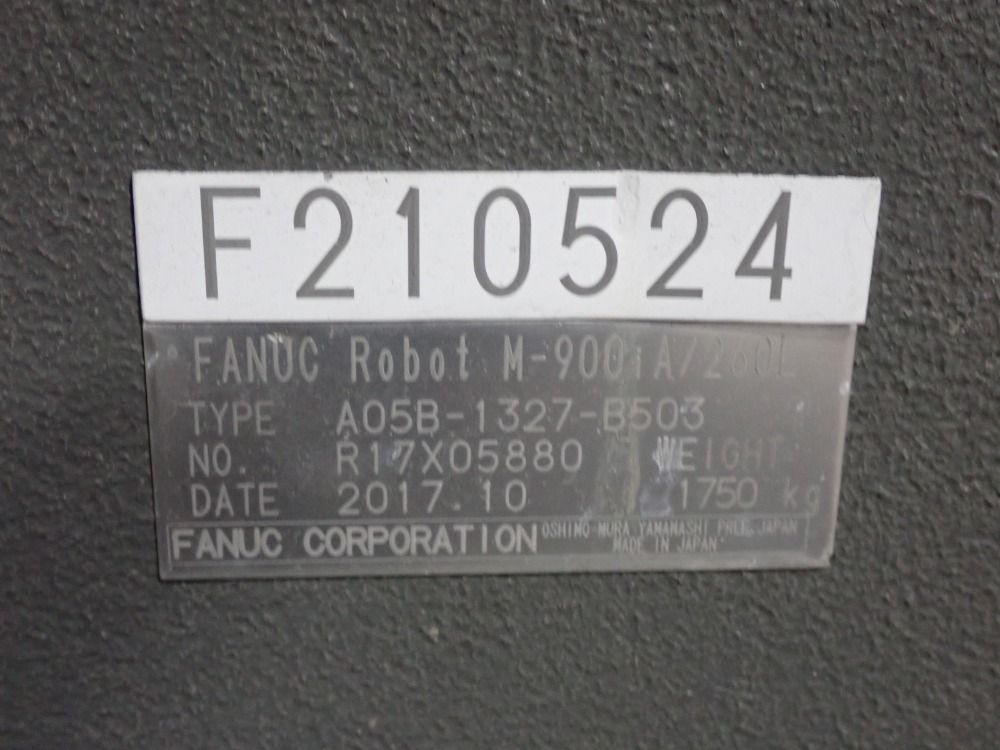 F210524
FANUC Robot M-900iA/260L
TYPE A05B-1327-B503
NO. R17X05880 WEIGHT
DATE 2017.10 1750 kg
FANUC CORPORATION OSHINO-MURA, YAMANASHI PREF., JAPAN
MADE IN JAPAN